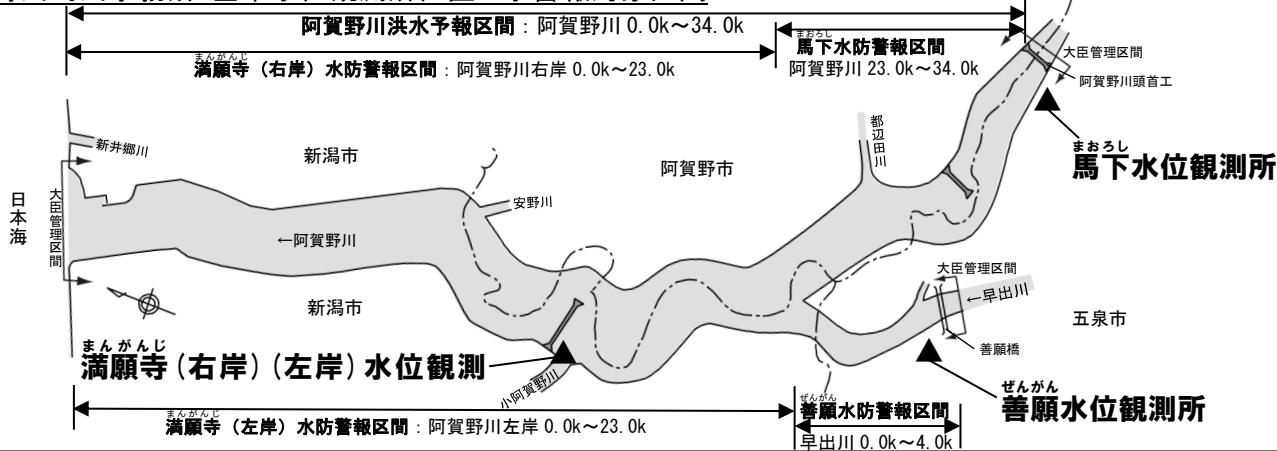 阿賀野川洪水予報区間：阿賀野川 0.0k～34.0k
まんがんじ
満願寺（右岸）水防警報区間：阿賀野川右岸 0.0k～23.0k
まおろし
馬下水防警報区間
阿賀野川 23.0k～34.0k
大臣管理区間
阿賀野川頭首工
まおろし
馬下水位観測所
新井郷川
新潟市
都辺田川
阿賀野市
日本海
大臣管理区間
安野川
←阿賀野川
新潟市
大臣管理区間
←早出川
五泉市
善願橋
まんがんじ
満願寺(右岸)(左岸)水位観測
小阿賀野川
ぜんがん
善願水位観測所
まんがんじ
満願寺（左岸）水防警報区間：阿賀野川左岸 0.0k～23.0k
ぜんがん
善願水防警報区間
早出川 0.0k～4.0k